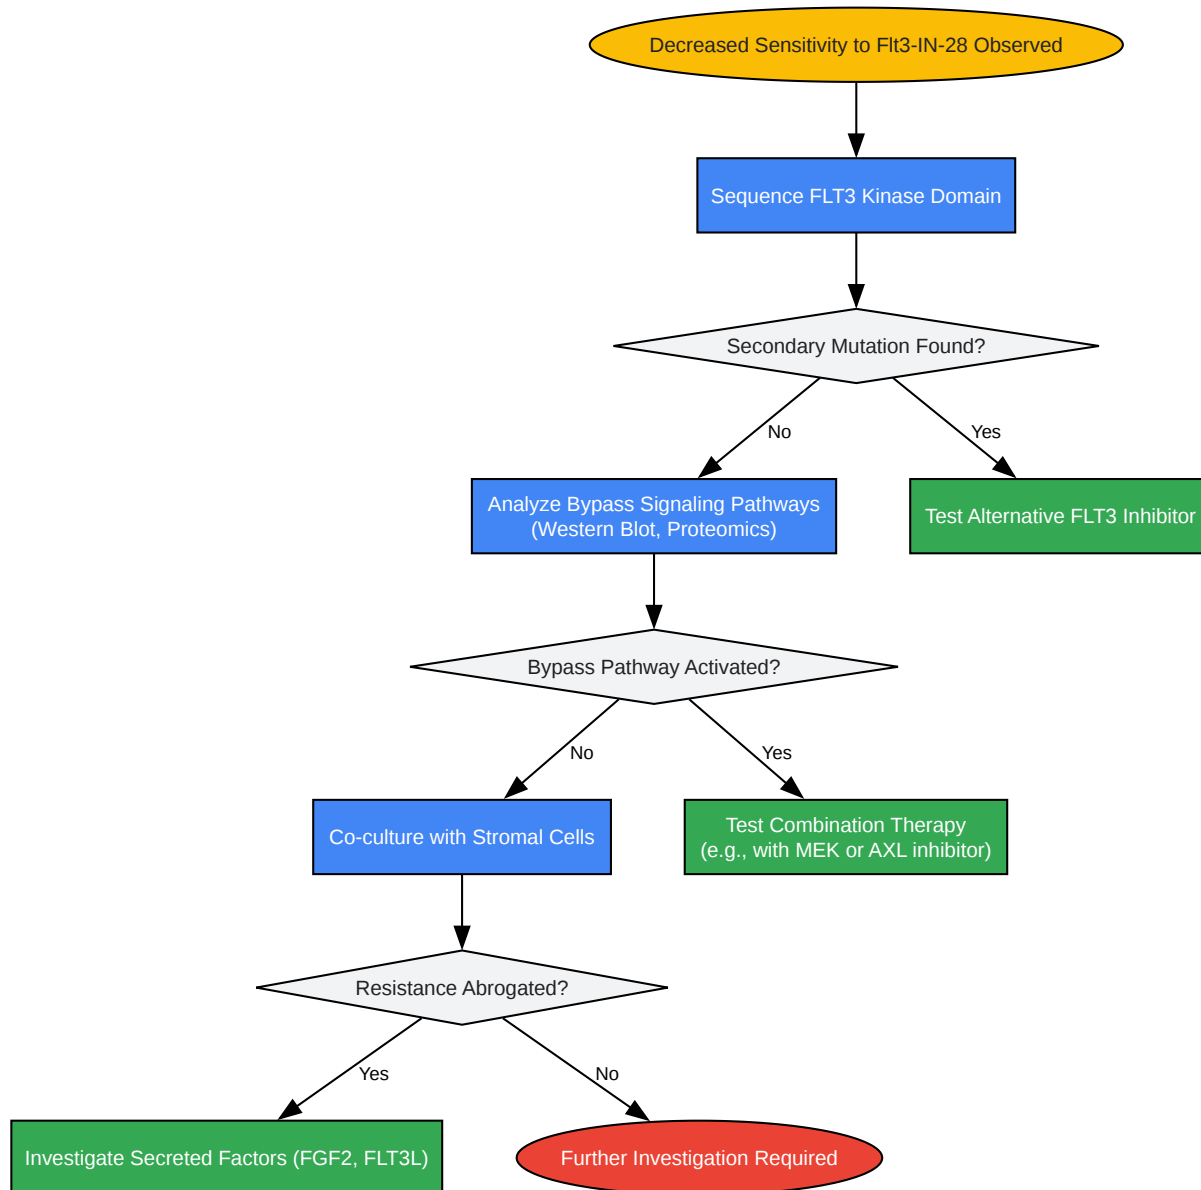 Decreased Sensitivity to Flt3-IN-28 Observed
Sequence FLT3 Kinase Domain
Secondary Mutation Found?
No
Yes
Analyze Bypass Signaling Pathways
(Western Blot, Proteomics)
Test Alternative FLT3 Inhibitor
Bypass Pathway Activated?
No
Yes
Co-culture with Stromal Cells
Test Combination Therapy
(e.g., with MEK or AXL inhibitor)
Resistance Abrogated?
Yes
No
Investigate Secreted Factors (FGF2, FLT3L)
Further Investigation Required